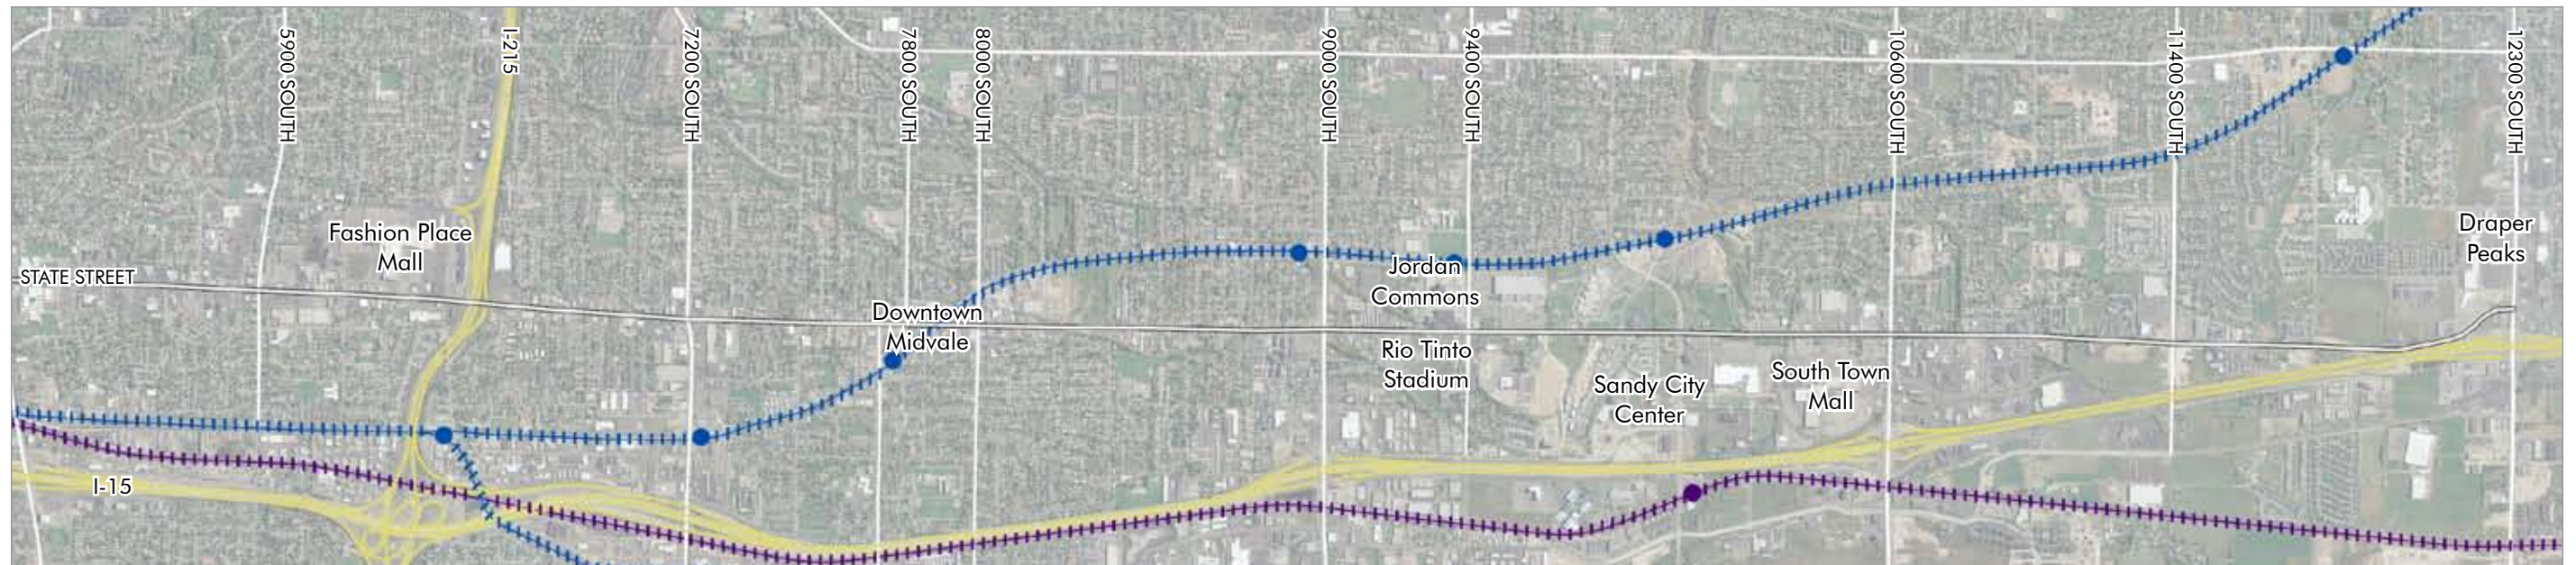 5900 SOUTH
I-215
7200 SOUTH
7800 SOUTH
8000 SOUTH
9000 SOUTH
9400 SOUTH
10600 SOUTH
11400 SOUTH
12300 SOUTH
Fashion Place
Mall
STATE STREET
Downtown
Midvale
Jordan
Commons
Rio Tinto
Stadium
Sandy City
Center
South Town
Mall
Draper
Peaks
I-15